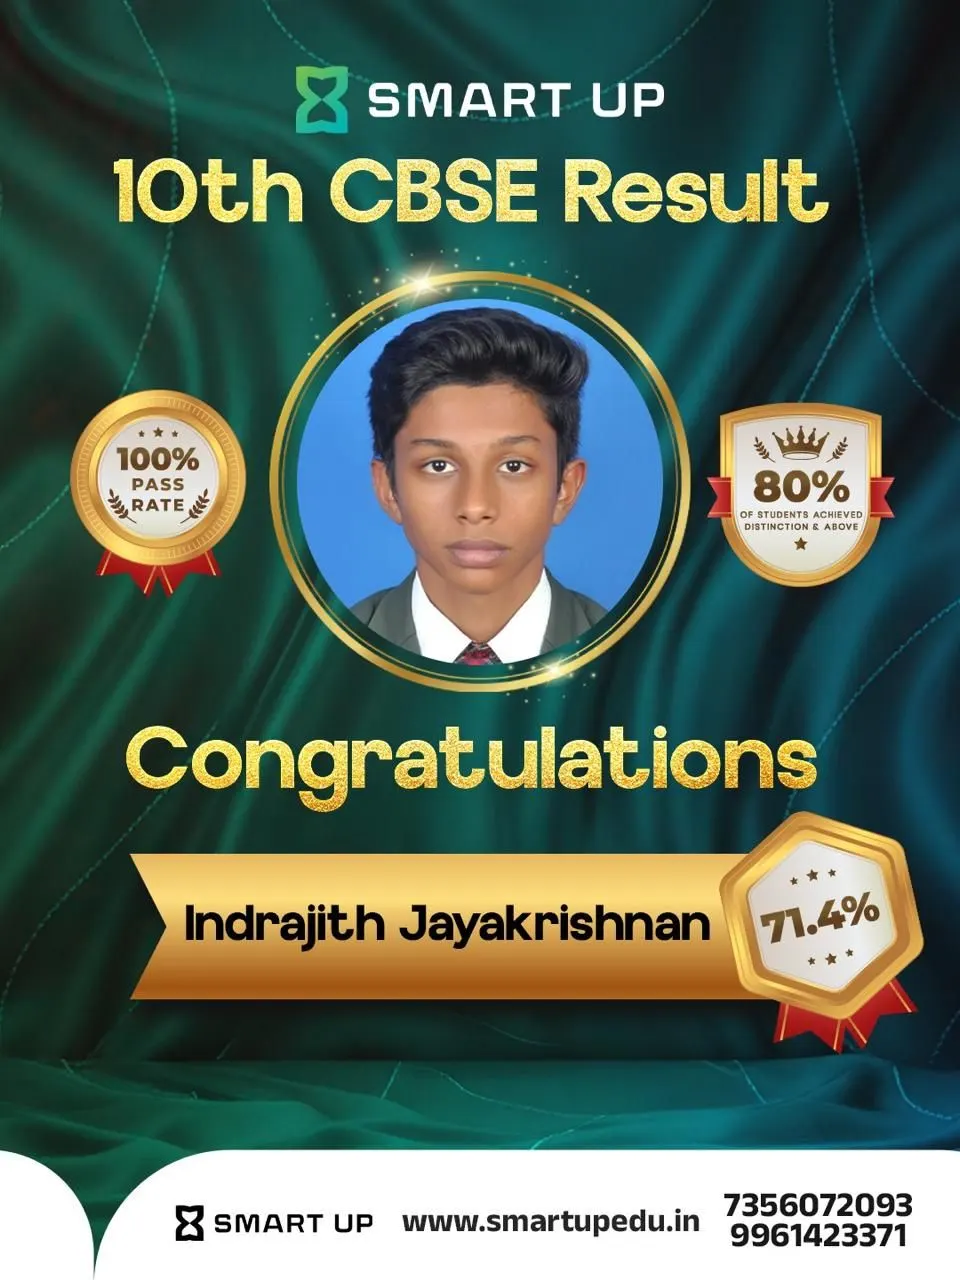 SMART UP
10th CBSE Result
100%
PASS
RATE
80%
OF STUDENTS ACHIEVED
DISTINCTION & ABOVE
Congratulations
Indrajith Jayakrishnan
71.4%
SMART UP
www.smartupedu.in
7356072093
9961423371